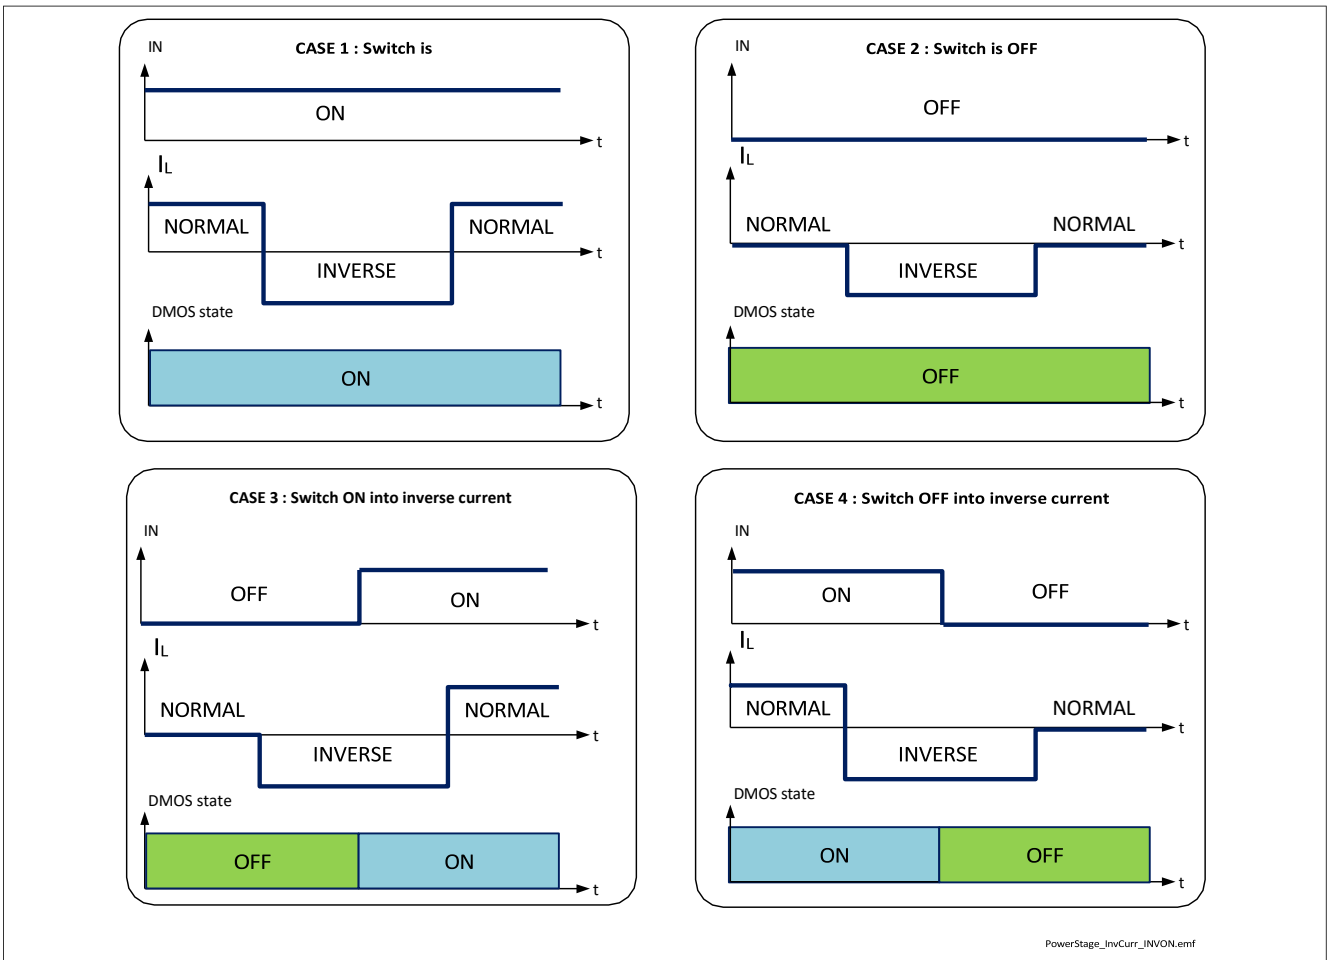 CASE 1 : Switch is
IN
ON
t
IL
NORMAL
NORMAL
t
INVERSE
DMOS state
ON
t
CASE 2 : Switch is OFF
IN
OFF
t
IL
NORMAL
NORMAL
t
INVERSE
DMOS state
OFF
t
CASE 3 : Switch ON into inverse current
IN
OFF
ON
t
IL
NORMAL
NORMAL
t
INVERSE
DMOS state
OFF
ON
t
CASE 4 : Switch OFF into inverse current
IN
ON
OFF
t
IL
NORMAL
NORMAL
t
INVERSE
DMOS state
ON
OFF
t
PowerStage_InvCurr_INVON.emf